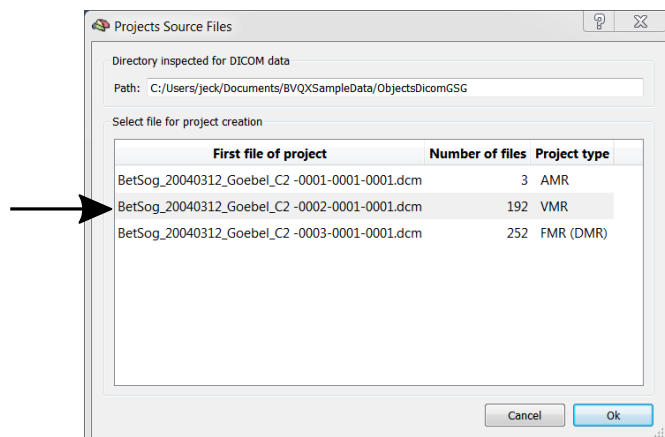 Projects Source Files
Directory inspected for DICOM data
Path: C:/Users/jeck/Documents/BVQXSampleData/ObjectsDicomGSG
Select file for project creation
First file of project Number of files Project type
BetSog_20040312_Goebel_C2 -0001-0001-0001.dcm 3 AMR
BetSog_20040312_Goebel_C2 -0002-0001-0001.dcm 192 VMR
BetSog_20040312_Goebel_C2 -0003-0001-0001.dcm 252 FMR (DMR)
Cancel Ok